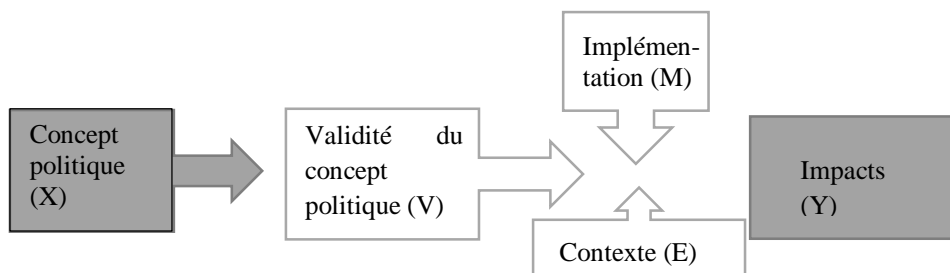 Concept
politique
(X)
Validité du
concept
politique (V)
Implémen-
tation (M)
Contexte (E)
Impacts
(Y)